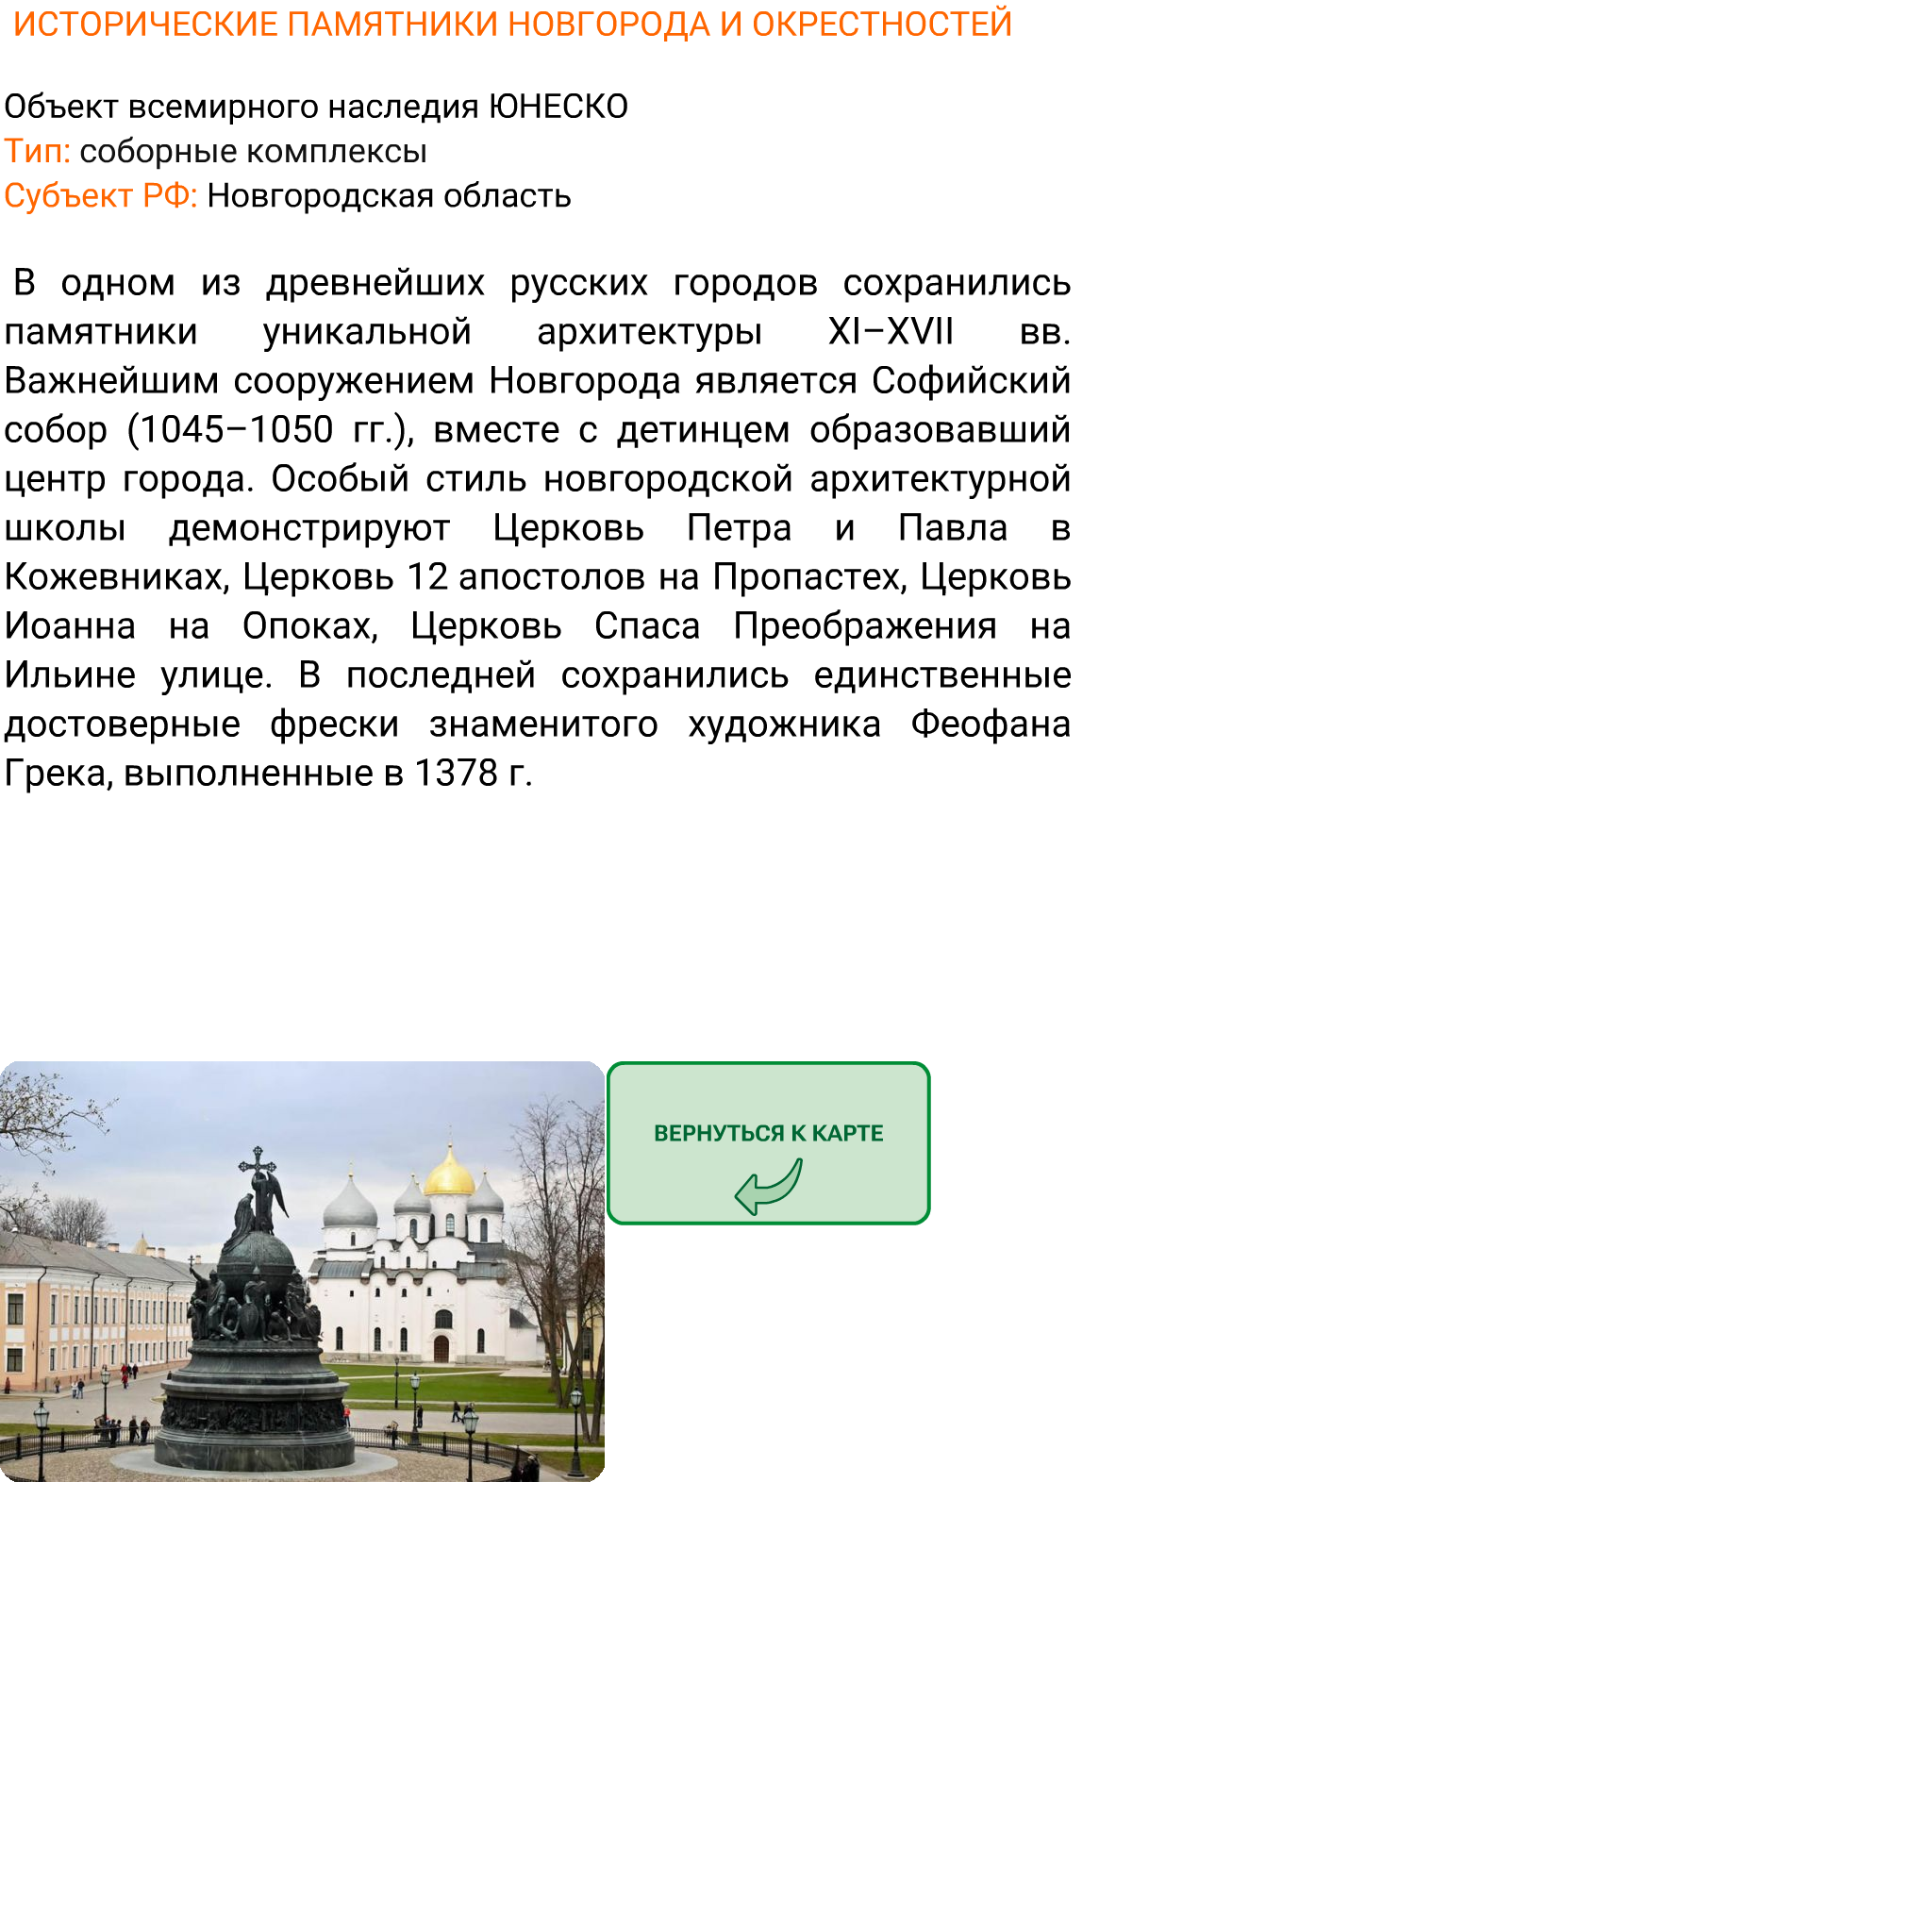 ИСТОРИЧЕСКИЕ ПАМЯТНИКИ НОВГОРОДА И ОКРЕСТНОСТЕЙ
Объект всемирного наследия ЮНЕСКО
Тип: соборные комплексы
Субъект РФ: Новгородская область
В одном из древнейших русских городов сохранились
памятники уникальной архитектуры XI–XVII вв.
Важнейшим сооружением Новгорода является Софийский
собор (1045–1050 гг.), вместе с детинцем образовавший
центр города. Особый стиль новгородской архитектурной
школы демонстрируют Церковь Петра и Павла в
Кожевниках, Церковь 12 апостолов на Пропастех, Церковь
Иоанна на Опоках, Церковь Спаса Преображения на
Ильине улице. В последней сохранились единственные
достоверные фрески знаменитого художника Феофана
Грека, выполненные в 1378 г.
ВЕРНУТЬСЯ К КАРТЕ